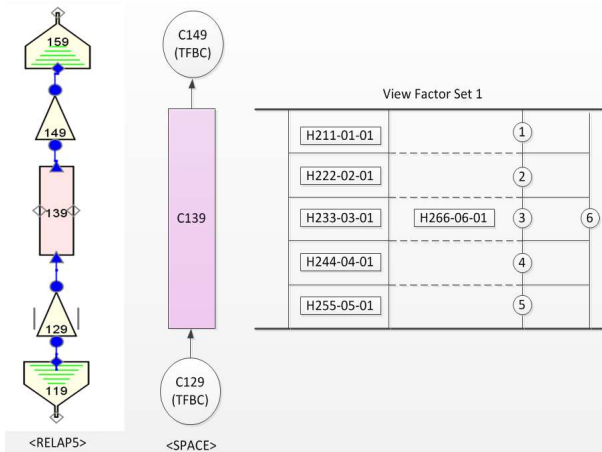 159
149
139
129
119
<RELAP5>
C149
(TFBC)
C139
C129
(TFBC)
<SPACE>
View Factor Set 1
H211-01-01
1
H222-02-01
2
H233-03-01
H266-06-01
3
6
H244-04-01
4
H255-05-01
5